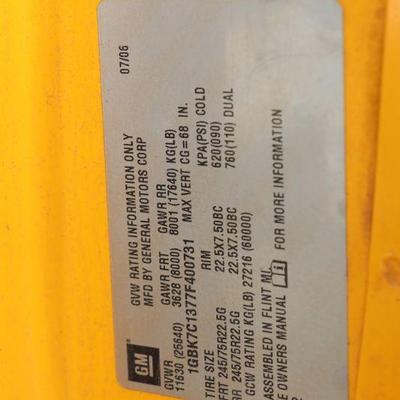 GM
07/06
GVW RATING INFORMATION ONLY
MFD BY GENERAL MOTORS CORP
GVWR GAWR FRT GAWR RR
11630 (25640) 3628 (8000) 8001 (17640) KG(LB)
1GBK7C1377F400731 MAX VERT CG=68 IN.
TIRE SIZE RIM KPA(PSI) COLD
FRT 245/75R22.5G 22.5X7.50BC 620(090)
RR 245/75R22.5G 22.5X7.50BC 760(110) DUAL
GCW RATING KG(LB) 27216 (60000)
ASSEMBLED IN FLINT MI.
OWNERS MANUAL i FOR MORE INFORMATION